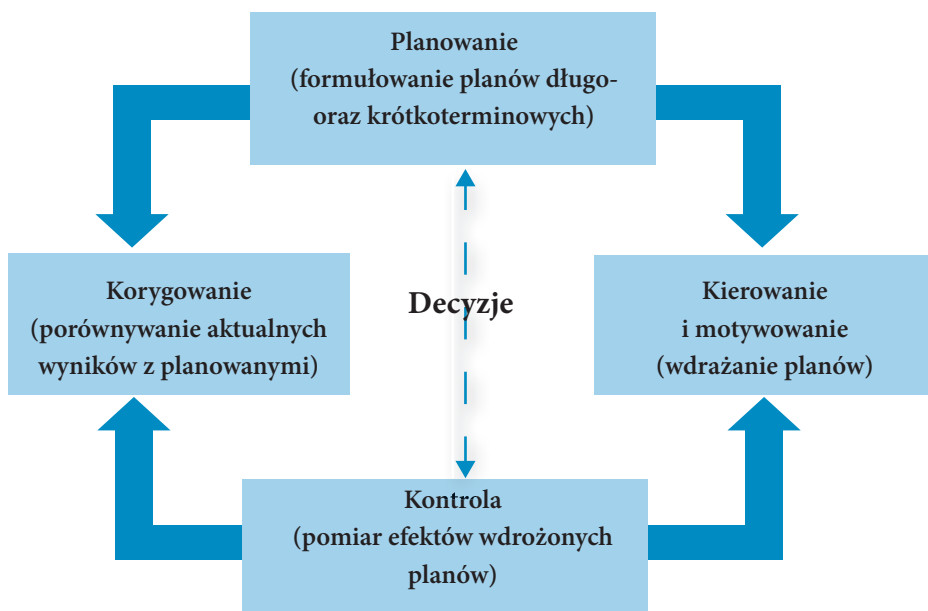 Planowanie
(formułowanie planów długo-
oraz krótkoterminowych)
Korygowanie
(porównywanie aktualnych
wyników z planowanymi)
Decyzje
Kierowanie
i motywowanie
(wdrażanie planów)
Kontrola
(pomiar efektów wdrożonych
planów)